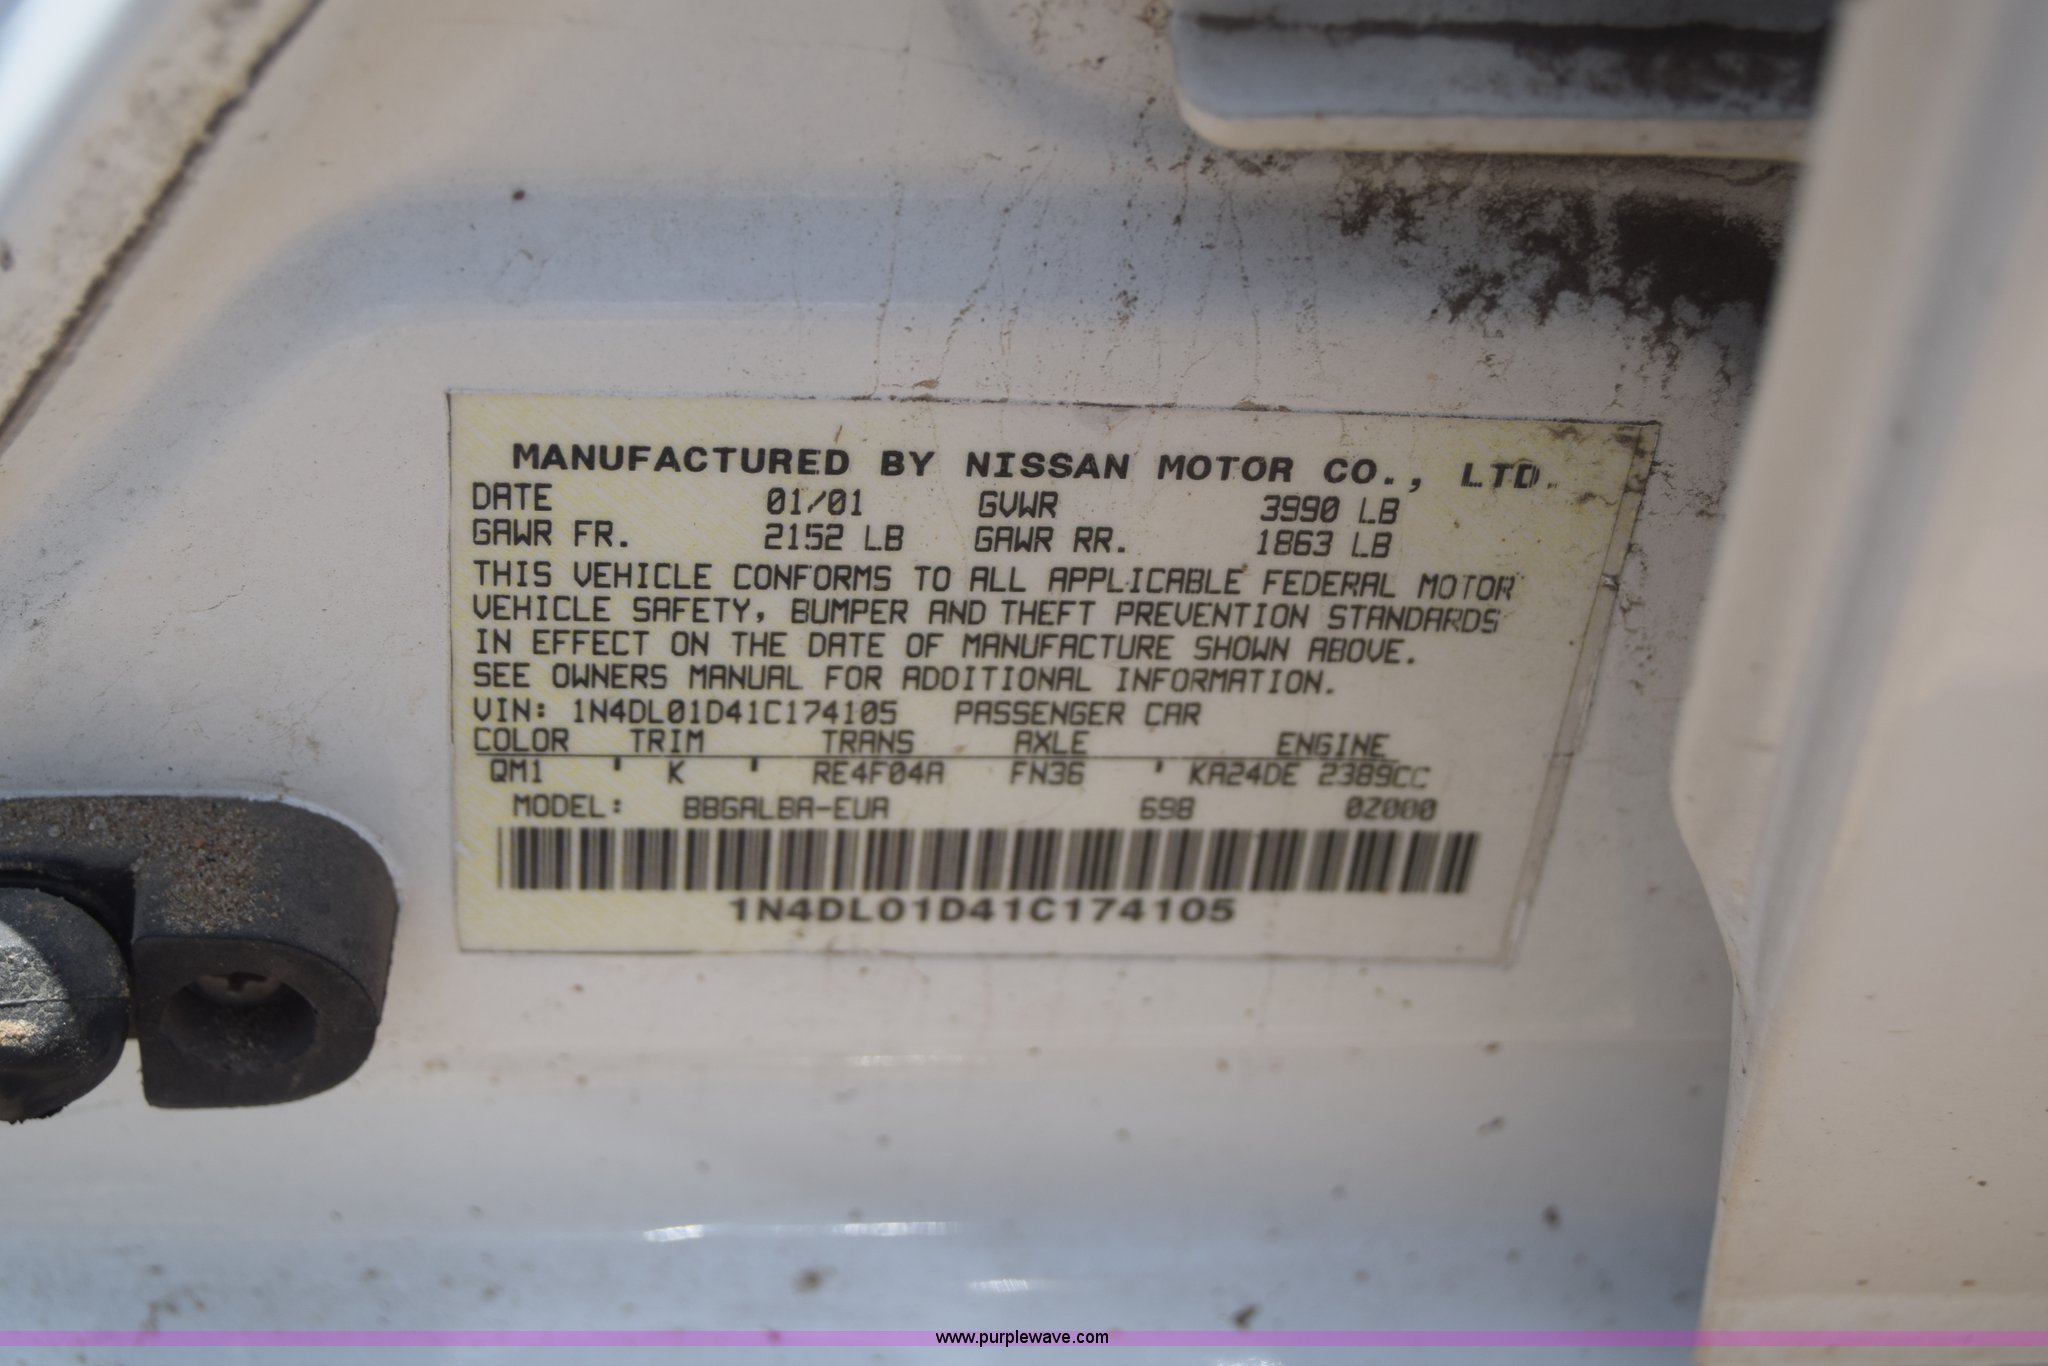 MANUFACTURED BY NISSAN MOTOR CO., LTD.
DATE 01/01 GVWR 3990 LB
GAWR FR. 2152 LB GAWR RR. 1863 LB
THIS VEHICLE CONFORMS TO ALL APPLICABLE FEDERAL MOTOR
VEHICLE SAFETY, BUMPER AND THEFT PREVENTION STANDARDS
IN EFFECT ON THE DATE OF MANUFACTURE SHOWN ABOVE.
SEE OWNERS MANUAL FOR ADDITIONAL INFORMATION.
VIN: 1N4DL01D41C174105 PASSENGER CAR
COLOR TRIM TRANS AXLE ENGINE
QM1 ' K ' RE4F04A FN36 ' KA24DE 2389CC
MODEL: BBGALBA-EUA 698 0Z000
1N4DL01D41C174105
www.purplewave.com